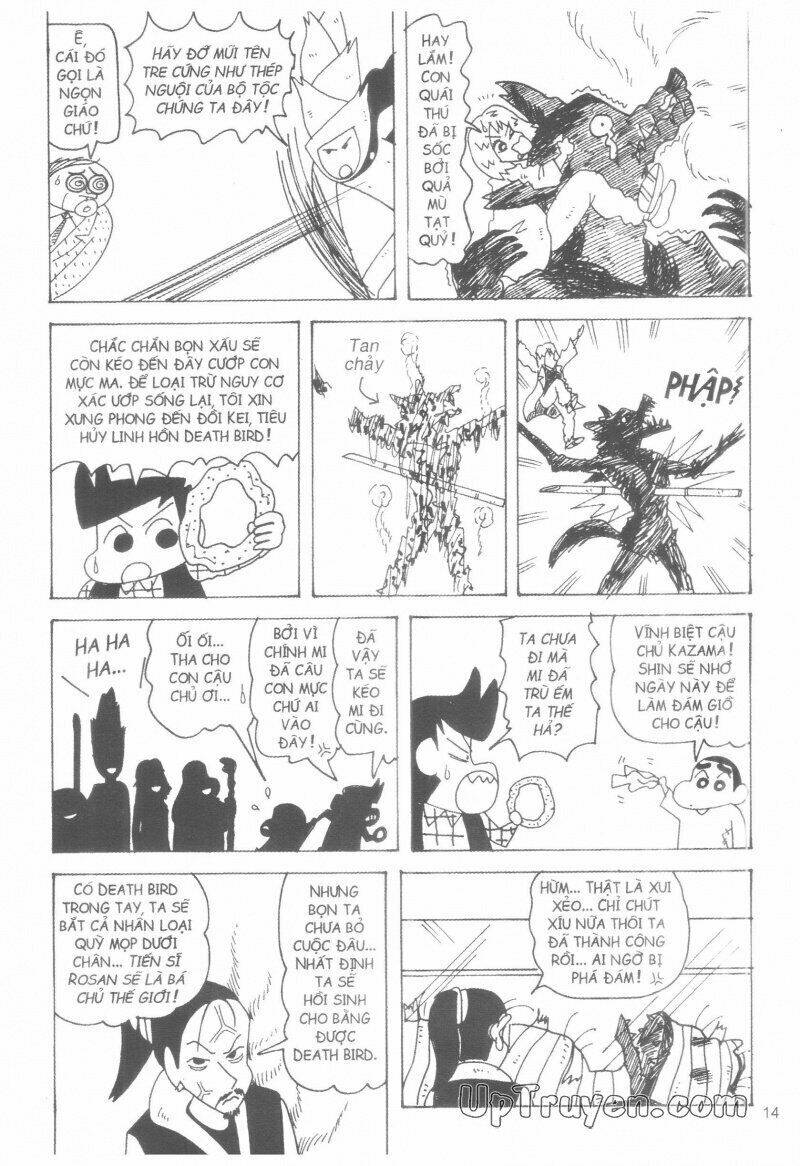 HAY
LẮM!
CON
QUÁI
THÚ
ĐÃ BỊ
SỐC
BỞI
QUẢ
MÙ
TẠT
QUỶ!
HÃY ĐỠ MŨI TÊN
TRE CỨNG NHƯ THÉP
NGUỘI CỦA BỘ TỘC
CHÚNG TA ĐÂY!
Ê,
CÁI ĐÓ
GỌI LÀ
NGỌN
GIÁO
CHỨ!
PHẬP!
Tan
chảy
CHẮC CHẮN BỌN XẤU SẼ
CÒN KÉO ĐẾN ĐÂY CƯỚP CON
MỰC MA. ĐỂ LOẠI TRỪ NGUY CƠ
XÁC ƯỚP SỐNG LẠI, TÔI XIN
XUNG PHONG ĐẾN ĐỒI KEI, TIÊU
HỦY LINH HỒN DEATH BIRD!
VĨNH BIỆT CẬU
CHỦ KAZAMA!
SHIN SẼ NHỚ
NGÀY NÀY ĐỂ
LÀM ĐÁM GIỖ
CHO CẬU!
TA CHƯA
ĐI MÀ
MI ĐÃ
TRÙ ẾM
TA THẾ
HẢ?
ĐÃ
VẬY
TA SẼ
KÉO
MI ĐI
CÙNG.
BỞI VÌ
CHÍNH MI
ĐÃ CÂU
CON MỰC
CHỨ AI
VÀO
ĐÂY!
ỐI ỐI...
THA CHO
CON CẬU
CHỦ ƠI...
HA HA
HA...
HỪM... THẬT LÀ XUI
XẺO... CHỈ CHÚT
XÍU NỮA THÔI TA
ĐÃ THÀNH CÔNG
RỒI... AI NGỜ BỊ
PHÁ ĐÁM!
NHƯNG
BỌN TA
CHƯA BỎ
CUỘC ĐÂU...
NHẤT ĐỊNH
TA SẼ
HỒI SINH
CHO BẰNG
ĐƯỢC
DEATH BIRD.
CÓ DEATH BIRD
TRONG TAY, TA SẼ
BẮT CẢ NHÂN LOẠI
QUỲ MỌP DƯỚI
CHÂN... TIẾN SĨ
ROSAN SẼ LÀ BÁ
CHỦ THẾ GIỚI!
UpTruyen.com
14